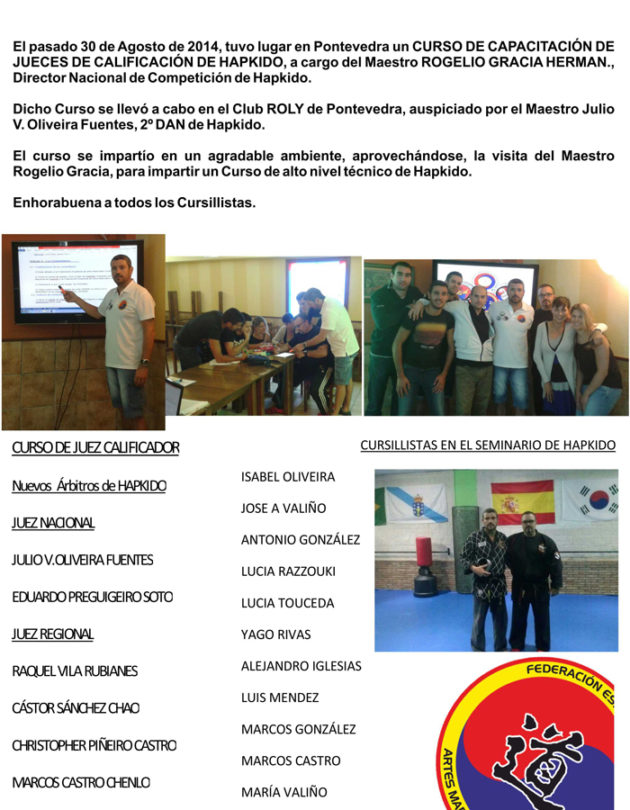 El pasado 30 de Agosto de 2014, tuvo lugar en Pontevedra un CURSO DE CAPACITACIÓN DE
JUECES DE CALIFICACIÓN DE HAPKIDO, a cargo del Maestro ROGELIO GRACIA HERMAN.,
Director Nacional de Competición de Hapkido.
Dicho Curso se llevó a cabo en el Club ROLY de Pontevedra, auspiciado por el Maestro Julio
V. Oliveira Fuentes, 2º DAN de Hapkido.
El curso se impartío en un agradable ambiente, aprovechándose, la visita del Maestro
Rogelio Gracia, para impartir un Curso de alto nivel técnico de Hapkido.
Enhorabuena a todos los Cursillistas.
CURSO DE JUEZ CALIFICADOR
Nuevos Árbitros de HAPKIDO
JUEZ NACIONAL
JULIO V.OLIVEIRA FUENTES
EDUARDO PREGUIGEIRO SOTO
JUEZ REGIONAL
RAQUEL VILA RUBIANES
CÁSTOR SÁNCHEZ CHAO
CHRISTOPHER PIÑEIRO CASTRO
MARCOS CASTRO CHENLO
CURSILLISTAS EN EL SEMINARIO DE HAPKIDO
ISABEL OLIVEIRA
JOSE A VALIÑO
ANTONIO GONZÁLEZ
LUCIA RAZZOUKI
LUCIA TOUCEDA
YAGO RIVAS
ALEJANDRO IGLESIAS
LUIS MENDEZ
MARCOS GONZÁLEZ
MARCOS CASTRO
MARÍA VALIÑO
FEDERACIÓN ES
ARTES MA
道